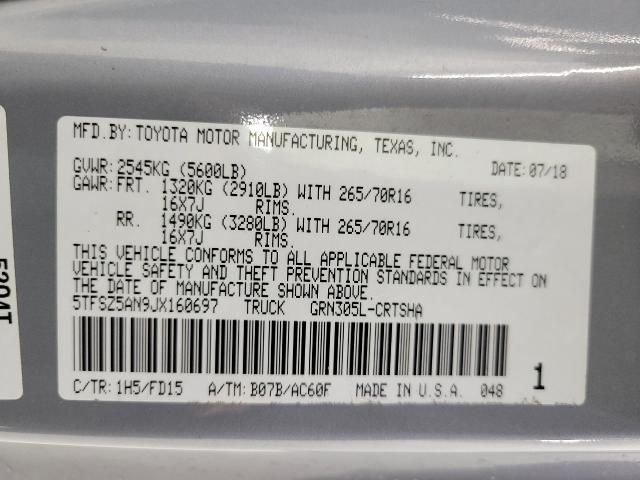 MFD.BY:TOYOTA MOTOR MANUFACTURING, TEXAS, INC.
GVWR:2545KG (5600LB) DATE:07/18
GAWR:FRT. 1320KG (2910LB) WITH 265/70R16 TIRES,
16X7J RIMS.
RR. 1490KG (3280LB) WITH 265/70R16 TIRES,
16X7J RIMS.
THIS VEHICLE CONFORMS TO ALL APPLICABLE FEDERAL MOTOR
VEHICLE SAFETY AND THEFT PREVENTION STANDARDS IN EFFECT ON
THE DATE OF MANUFACTURE SHOWN ABOVE.
5TFSZ5AN9JX160697 TRUCK GRN305L-CRTSHA
C/TR:1H5/FD15 A/TM:B07B/AC60F MADE IN U.S.A. 048 1